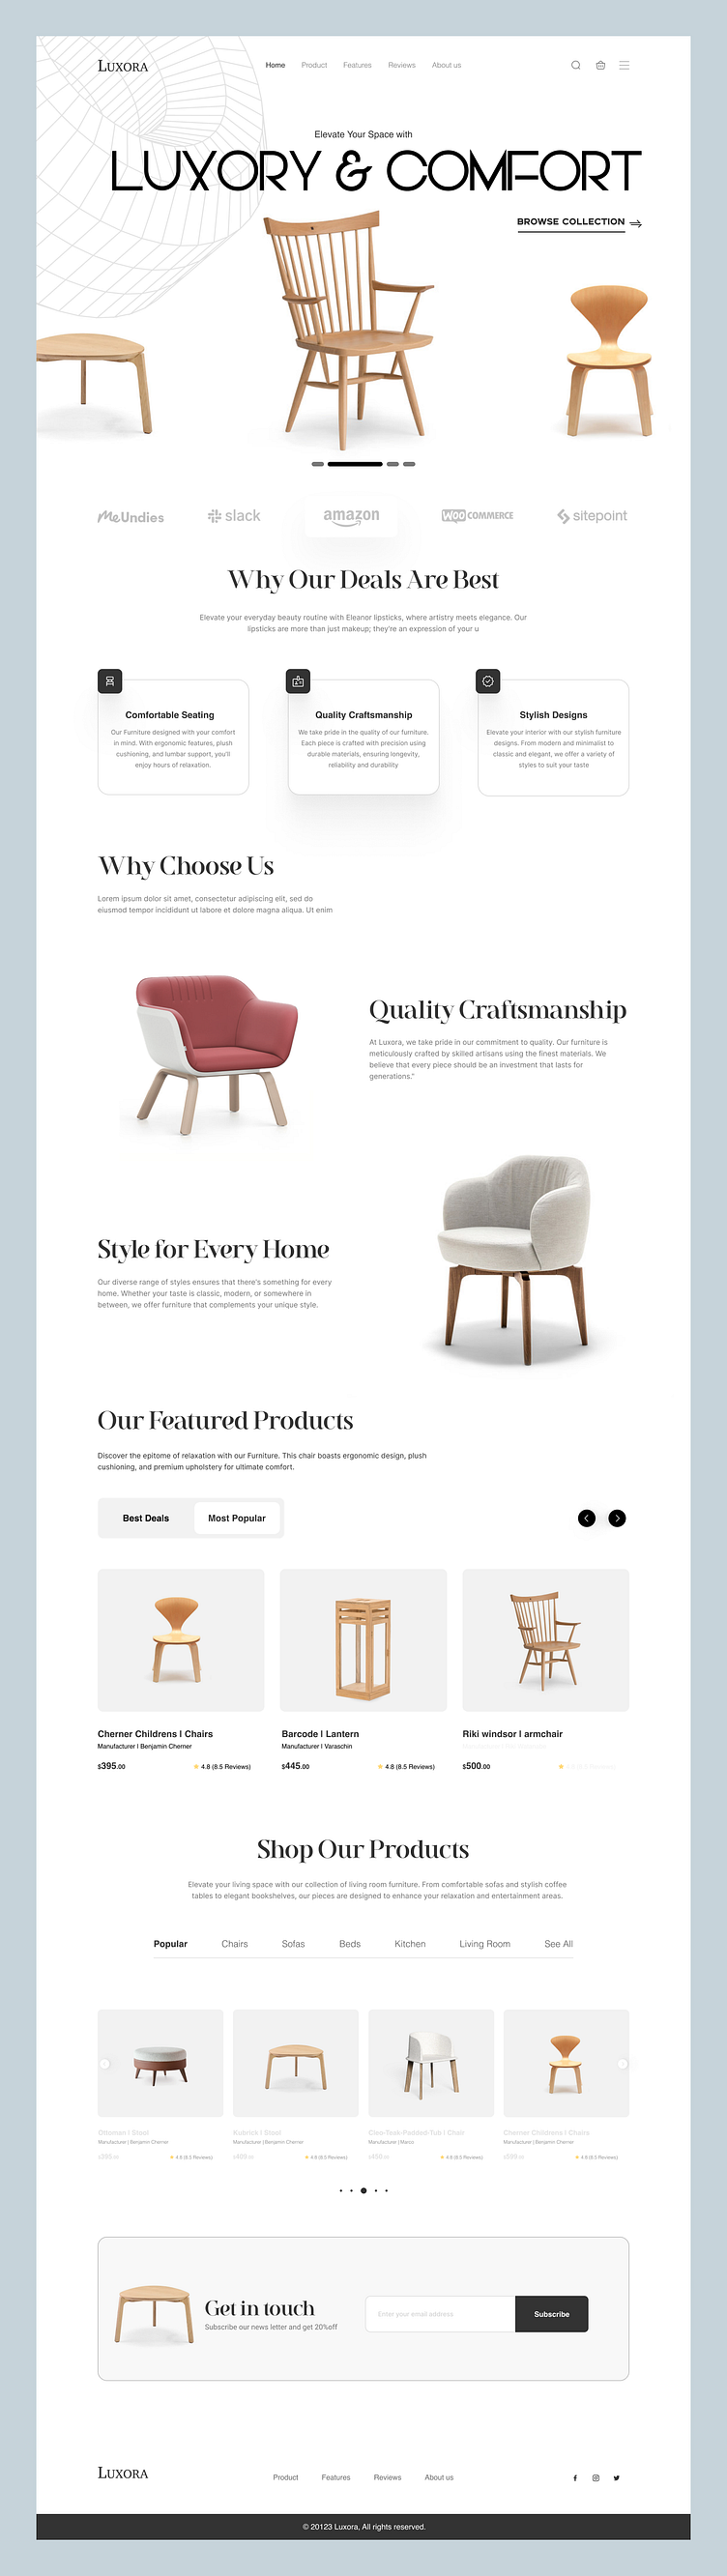 LUXORA
Home Product Features Reviews About us
Elevate Your Space with
LUXORY & COMFORT
BROWSE COLLECTION
MeUndies
slack
amazon
WOO COMMERCE
sitepoint
Why Our Deals Are Best
Elevate your everyday beauty routine with Eleanor lipsticks, where artistry meets elegance. Our
lipsticks are more than just makeup; they're an expression of your u
Comfortable Seating
Our Furniture designed with your comfort
in mind. With ergonomic features, plush
cushioning, and lumbar support, you'll
enjoy hours of relaxation.
Quality Craftsmanship
We take pride in the quality of our furniture.
Each piece is crafted with precision using
durable materials, ensuring longevity,
reliability and durability
Stylish Designs
Elevate your interior with our stylish furniture
designs. From modern and minimalist to
classic and elegant, we offer a variety of
styles to suit your taste
Why Choose Us
Lorem ipsum dolor sit amet, consectetur adipiscing elit, sed do
eiusmod tempor incididunt ut labore et dolore magna aliqua. Ut enim
Quality Craftsmanship
At Luxora, we take pride in our commitment to quality. Our furniture is
meticulously crafted by skilled artisans using the finest materials. We
believe that every piece should be an investment that lasts for
generations."
Style for Every Home
Our diverse range of styles ensures that there's something for every
home. Whether your taste is classic, modern, or somewhere in
between, we offer furniture that complements your unique style.
Our Featured Products
Discover the epitome of relaxation with our Furniture. This chair boasts ergonomic design, plush
cushioning, and premium upholstery for ultimate comfort.
Best Deals Most Popular
Cherner Childrens | Chairs
Manufacturer | Benjamin Cherner
$395.00
4.8 (8.5 Reviews)
Barcode | Lantern
Manufacturer | Varaschin
$445.00
4.8 (8.5 Reviews)
Riki windsor | armchair
$500.00
Shop Our Products
Elevate your living space with our collection of living room furniture. From comfortable sofas and stylish coffee
tables to elegant bookshelves, our pieces are designed to enhance your relaxation and entertainment areas.
Popular Chairs Sofas Beds Kitchen Living Room See All
Ottoman | Stool
Manufacturer | Benjamin Cherner
$395.00
4.8 (8.5 Reviews)
Kubrick | Stool
Manufacturer | Benjamin Cherner
4.8 (8.5 Reviews)
Cleo-Teak-Padded-Tub | Chair
Manufacturer | Marco
4.8 (8.5 Reviews)
Cherner Childrens | Chairs
Manufacturer | Benjamin Cherner
4.8 (8.5 Reviews)
Get in touch
Subscribe our news letter and get 20%off
Enter your email address
Subscribe
LUXORA
Product Features Reviews About us
© 20123 Luxora, All rights reserved.